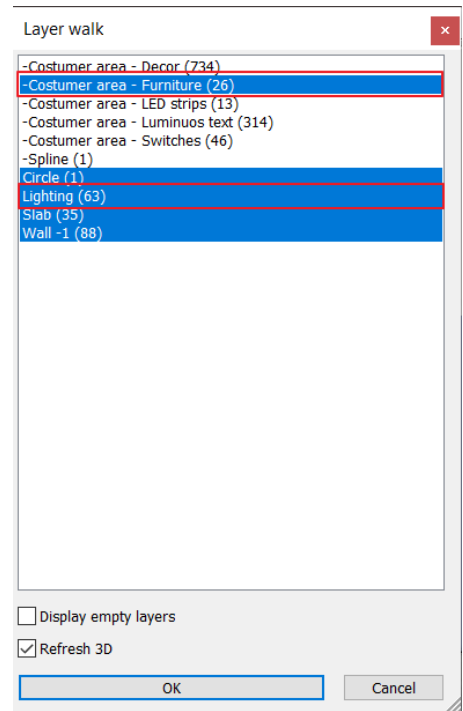 Layer walk
-Costumer area - Decor (734)
-Costumer area - Furniture (26)
-Costumer area - LED strips (13)
-Costumer area - Luminuos text (314)
-Costumer area - Switches (46)
-Spline (1)
Circle (1)
Lighting (63)
Slab (35)
Wall -1 (88)
Display empty layers
Refresh 3D
OK
Cancel